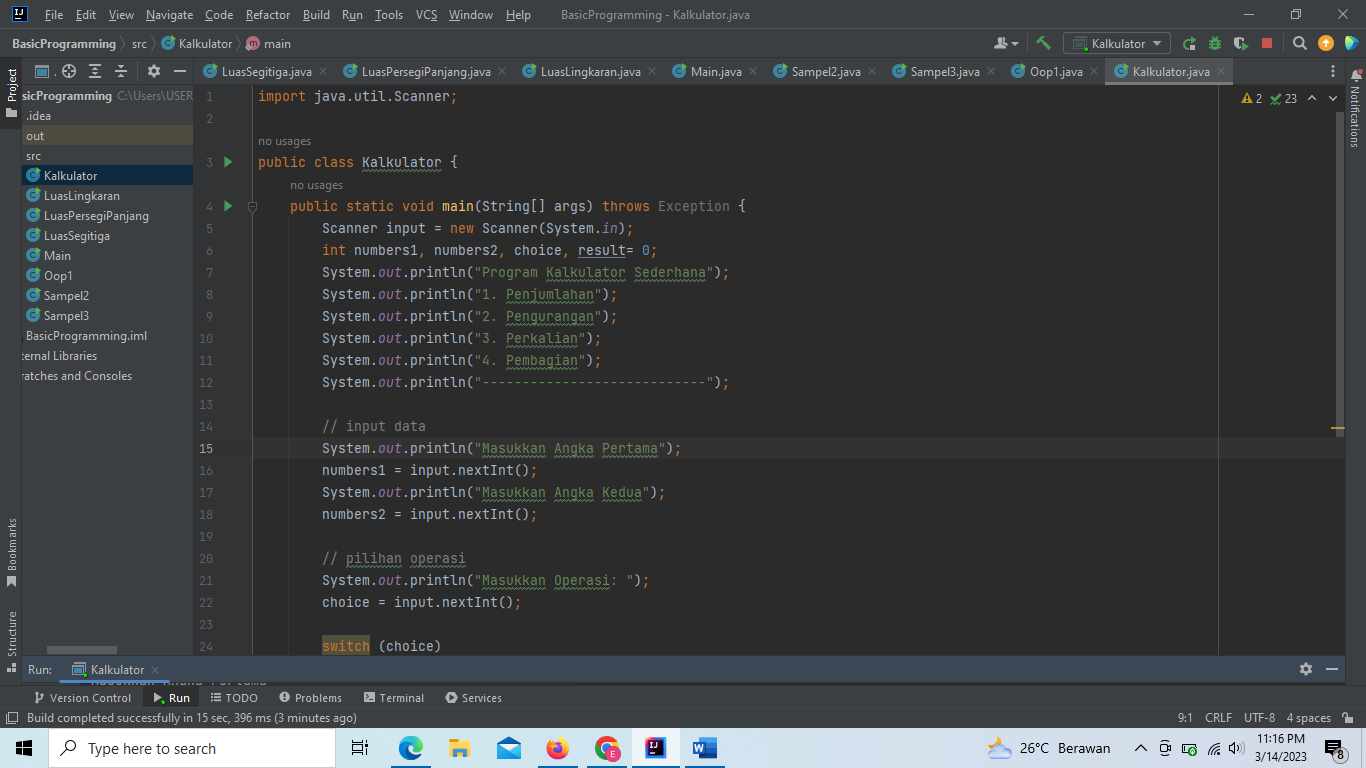 File Edit View Navigate Code Refactor Build Run Tools VCS Window Help BasicProgramming - Kalkulator.java
BasicProgramming src Kalkulator main
Kalkulator
LuasSegitiga.java LuasPersegiPanjang.java LuasLingkaran.java Main.java Sampel2.java Sampel3.java Oop1.java Kalkulator.java
Project
sicProgramming C:\Users\USER
.idea
out
src
Kalkulator
LuasLingkaran
LuasPersegiPanjang
LuasSegitiga
Main
Oop1
Sampel2
Sampel3
BasicProgramming.iml
ternal Libraries
ratches and Consoles
Bookmarks
Structure
2 23
Notifications
1 import java.util.Scanner;
2
no usages
3 public class Kalkulator {
no usages
4 public static void main(String[] args) throws Exception {
5 Scanner input = new Scanner(System.in);
6 int numbers1, numbers2, choice, result= 0;
7 System.out.println("Program Kalkulator Sederhana");
8 System.out.println("1. Penjumlahan");
9 System.out.println("2. Pengurangan");
10 System.out.println("3. Perkalian");
11 System.out.println("4. Pembagian");
12 System.out.println("----------------------------");
13
14 // input data
15 System.out.println("Masukkan Angka Pertama");
16 numbers1 = input.nextInt();
17 System.out.println("Masukkan Angka Kedua");
18 numbers2 = input.nextInt();
19
20 // pilihan operasi
21 System.out.println("Masukkan Operasi: ");
22 choice = input.nextInt();
23
24 switch (choice)
Run: Kalkulator
Version Control Run TODO Problems Terminal Services
Build completed successfully in 15 sec, 396 ms (3 minutes ago) 9:1 CRLF UTF-8 4 spaces
Type here to search
26°C Berawan
11:16 PM
3/14/2023
8